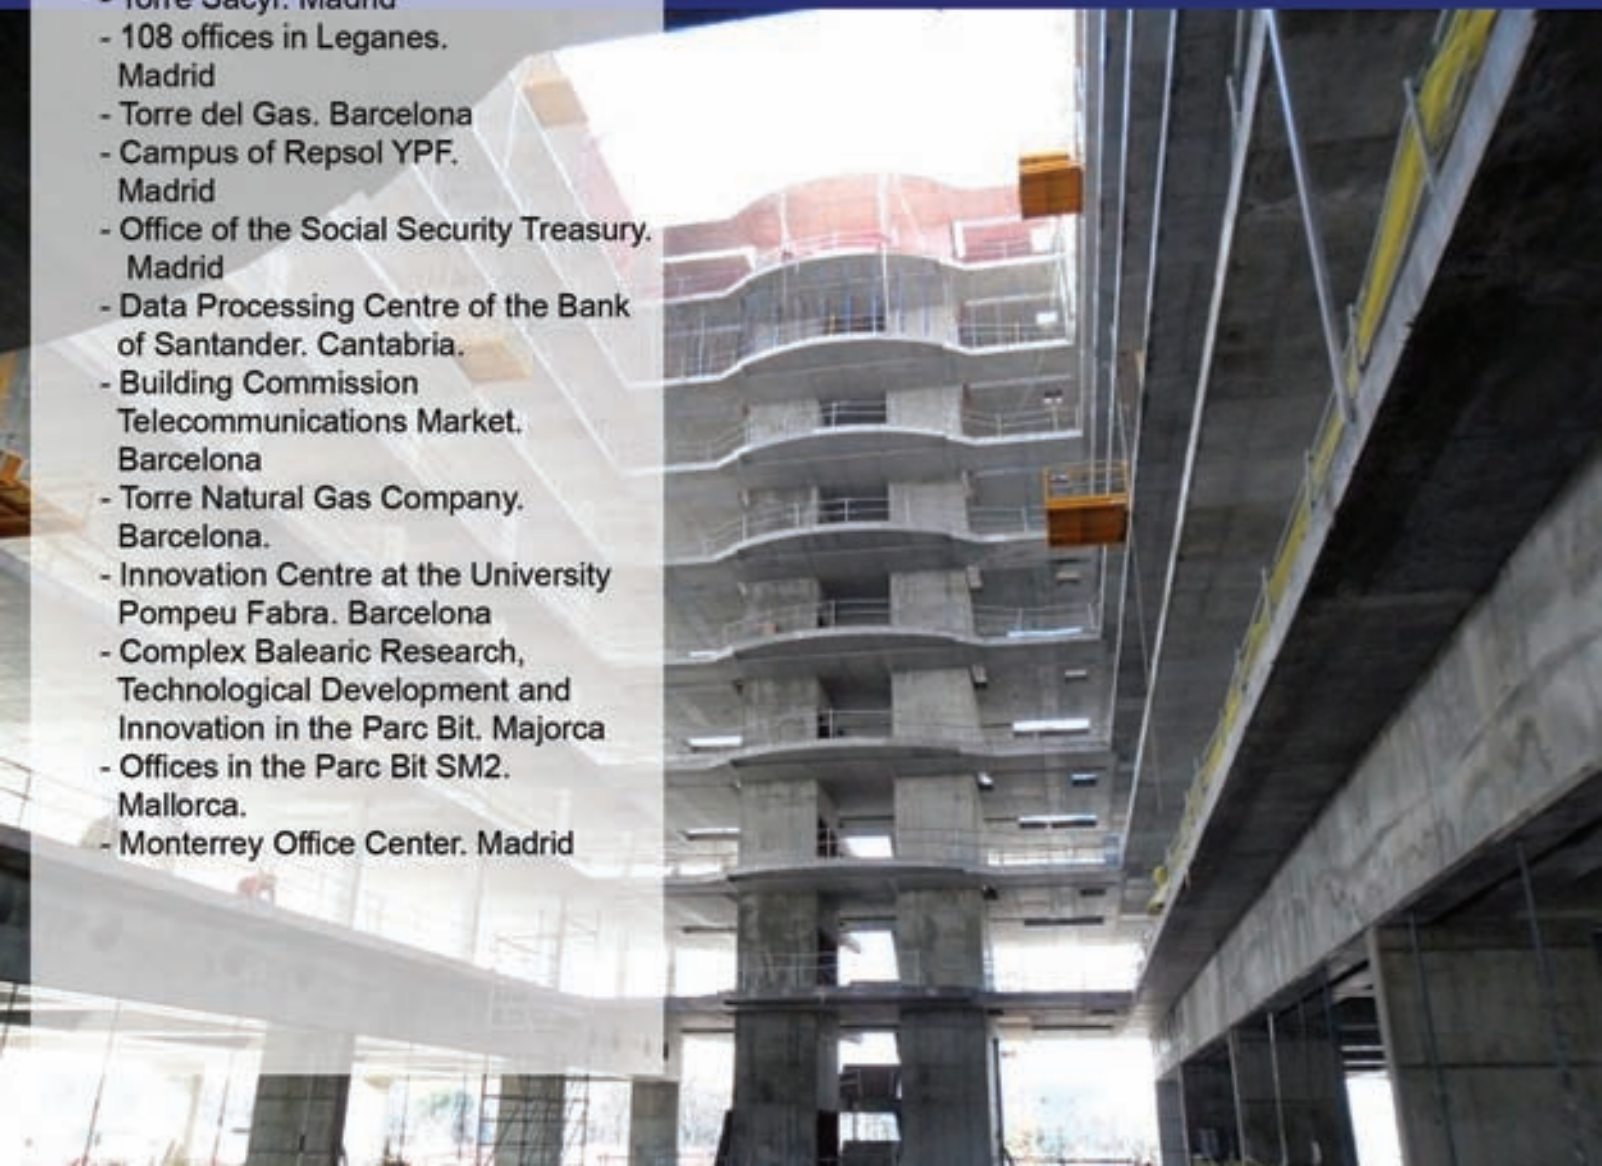 - Torre Sacyr. Madrid
- 108 offices in Leganes.
Madrid
- Torre del Gas. Barcelona
- Campus of Repsol YPF.
Madrid
- Office of the Social Security Treasury.
Madrid
- Data Processing Centre of the Bank
of Santander. Cantabria.
- Building Commission
Telecommunications Market.
Barcelona
- Torre Natural Gas Company.
Barcelona.
- Innovation Centre at the University
Pompeu Fabra. Barcelona
- Complex Balearic Research,
Technological Development and
Innovation in the Parc Bit. Majorca
- Offices in the Parc Bit SM2.
Mallorca.
- Monterrey Office Center. Madrid